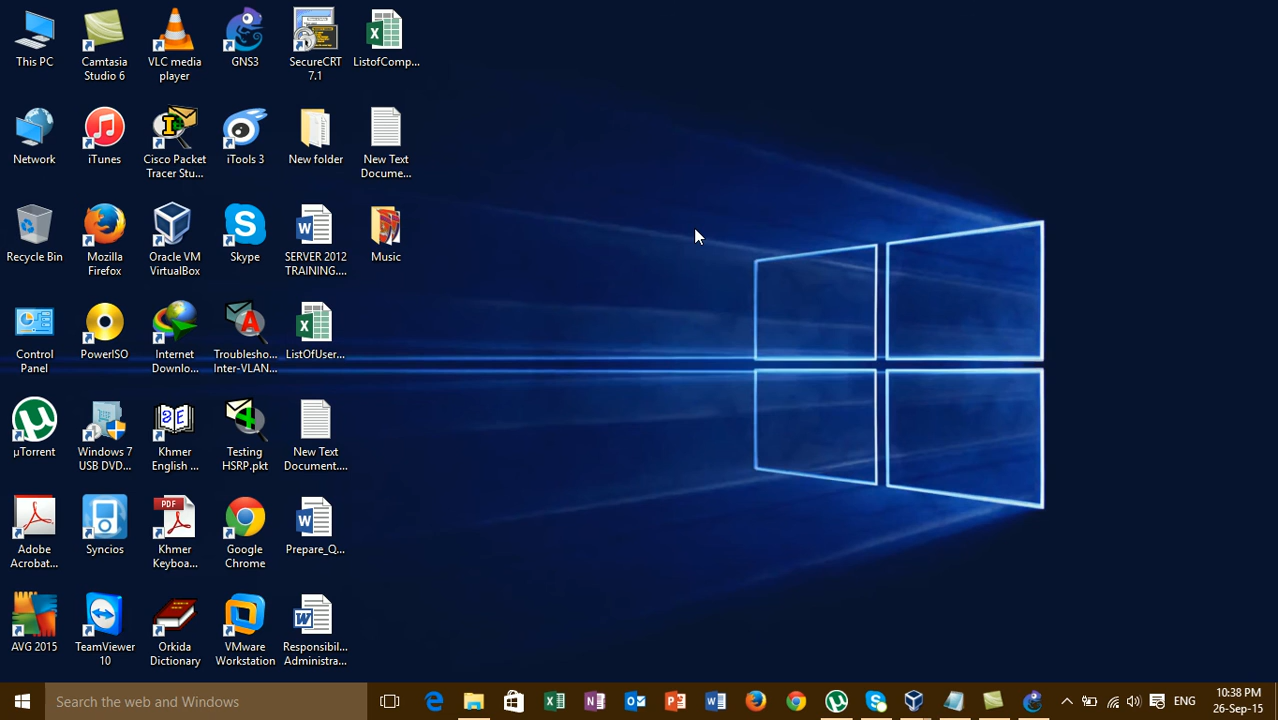 This PC
Camtasia
Studio 6
VLC media
player
GNS3
SecureCRT
7.1
ListofComp...
Network
iTunes
Cisco Packet
Tracer Stu...
iTools 3
New folder
New Text
Docume...
Recycle Bin
Mozilla
Firefox
Oracle VM
VirtualBox
Skype
SERVER 2012
TRAINING....
Music
Control
Panel
PowerISO
Internet
Downlo...
Troublesho...
Inter-VLAN...
ListOfUser...
µTorrent
Windows 7
USB DVD...
Khmer
English ...
Testing
HSRP.pkt
New Text
Document....
Adobe
Acrobat...
Syncios
PDF
Khmer
Keyboa...
Google
Chrome
Prepare_Q...
AVG 2015
TeamViewer
10
Orkida
Dictionary
VMware
Workstation
Responsibil...
Administra...
Search the web and Windows
ENG
10:38 PM
26-Sep-15